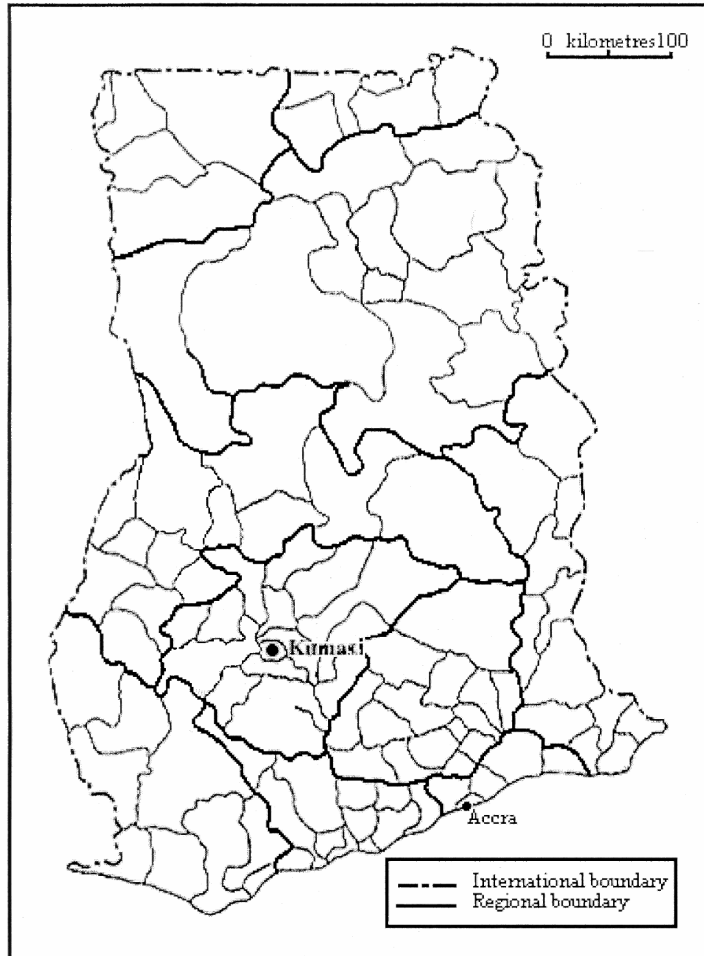 0 kilometres100
Kumasi
Accra
International boundary
Regional boundary